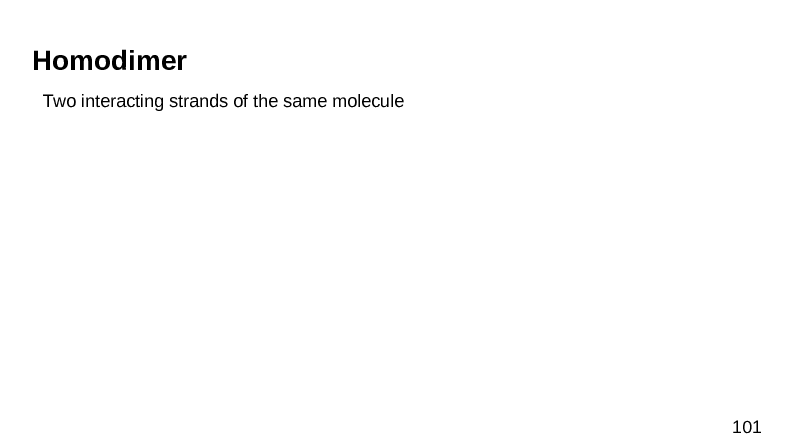 Homodimer
Two interacting strands of the same molecule
101